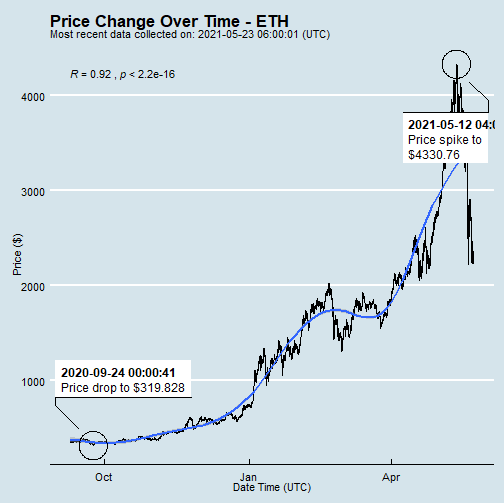 Price Change Over Time - ETH
Most recent data collected on: 2021-05-23 06:00:01 (UTC)
R = 0.92 , p < 2.2e-16
4000
2021-05-12 04:0
Price spike to
$4330.76
3000
Price ($)
2000
2020-09-24 00:00:41
Price drop to $319.828
1000
Oct
Jan
Apr
Date Time (UTC)